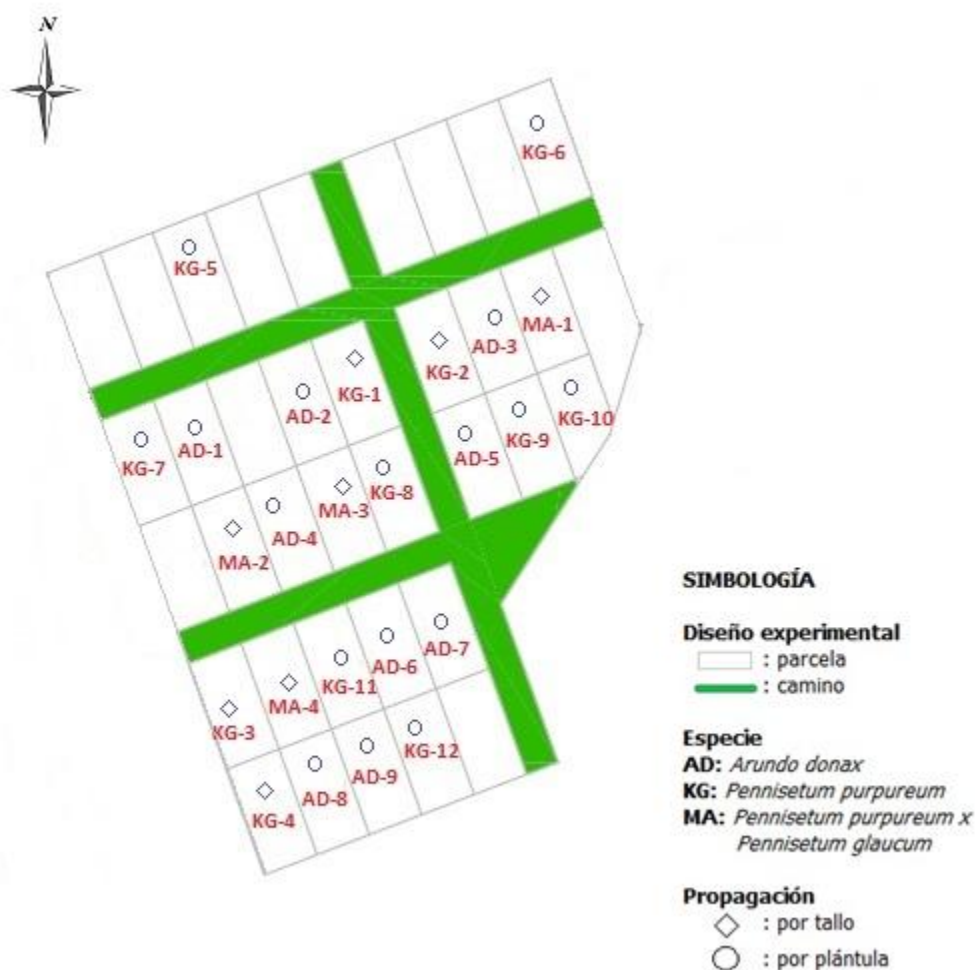 N
KG-6
KG-5
MA-1
AD-3
KG-2
KG-1
AD-2
KG-10
KG-9
AD-5
AD-1
KG-7
KG-8
MA-3
AD-4
MA-2
AD-7
AD-6
KG-11
MA-4
KG-3
KG-12
AD-9
AD-8
KG-4
SIMBOLOGÍA
Diseño experimental
: parcela
: camino
Especie
AD: Arundo donax
KG: Pennisetum purpureum
MA: Pennisetum purpureum x
Pennisetum glaucum
Propagación
: por tallo
: por plántula